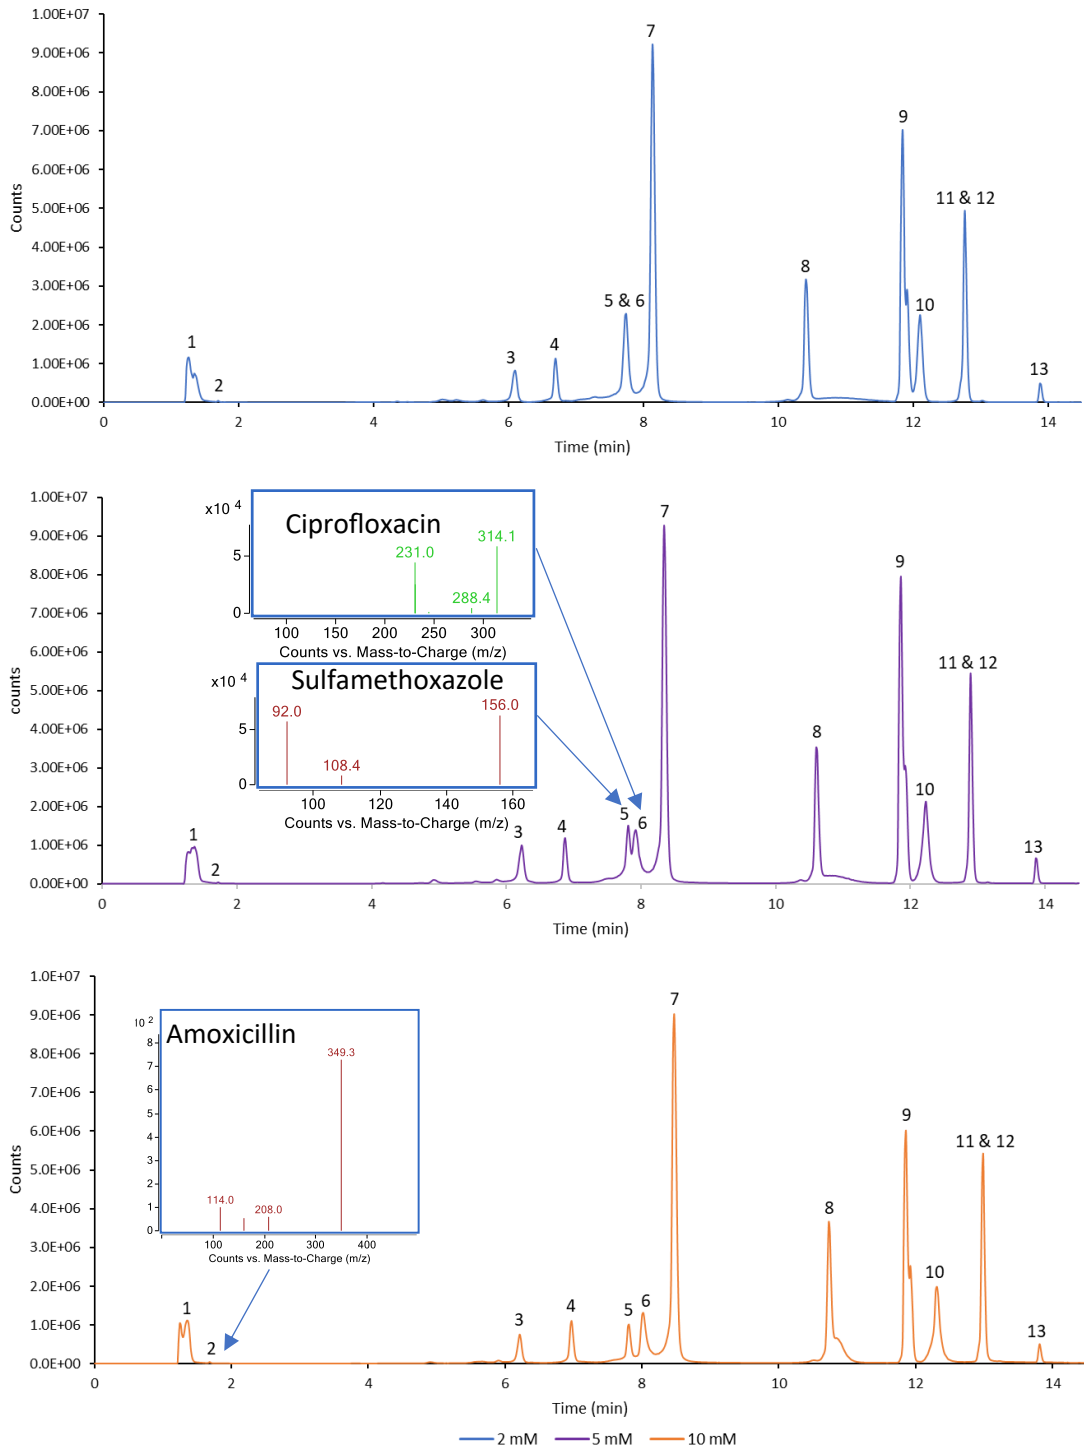 1.00E+07
9.00E+06
8.00E+06
7.00E+06
6.00E+06
5.00E+06
4.00E+06
3.00E+06
2.00E+06
1.00E+06
0.00E+00
Counts
1
2
3
4
5 & 6
7
8
9
10
11 & 12
13
0 2 4 6 8 10 12 14
Time (min)
1.00E+07
9.00E+06
8.00E+06
7.00E+06
6.00E+06
5.00E+06
4.00E+06
3.00E+06
2.00E+06
1.00E+06
0.00E+00
counts
x10 4
Ciprofloxacin
5
0
231.0
288.4
314.1
100 150 200 250 300
Counts vs. Mass-to-Charge (m/z)
x10 4
Sulfamethoxazole
5
0
92.0
108.4
156.0
100 120 140 160
Counts vs. Mass-to-Charge (m/z)
1
2
3
4
5
6
7
8
9
10
11 & 12
13
0 2 4 6 8 10 12 14
Time (min)
1.0E+07
9.0E+06
8.0E+06
7.0E+06
6.0E+06
5.0E+06
4.0E+06
3.0E+06
2.0E+06
1.0E+06
0.0E+00
Counts
10 2
Amoxicillin
8
7
6
5
4
3
2
1
0
114.0
208.0
349.3
100 200 300 400
Counts vs. Mass-to-Charge (m/z)
1
2
3
4
5
6
7
8
9
10
11 & 12
13
0 2 4 6 8 10 12 14
Time (min)
2 mM 5 mM 10 mM